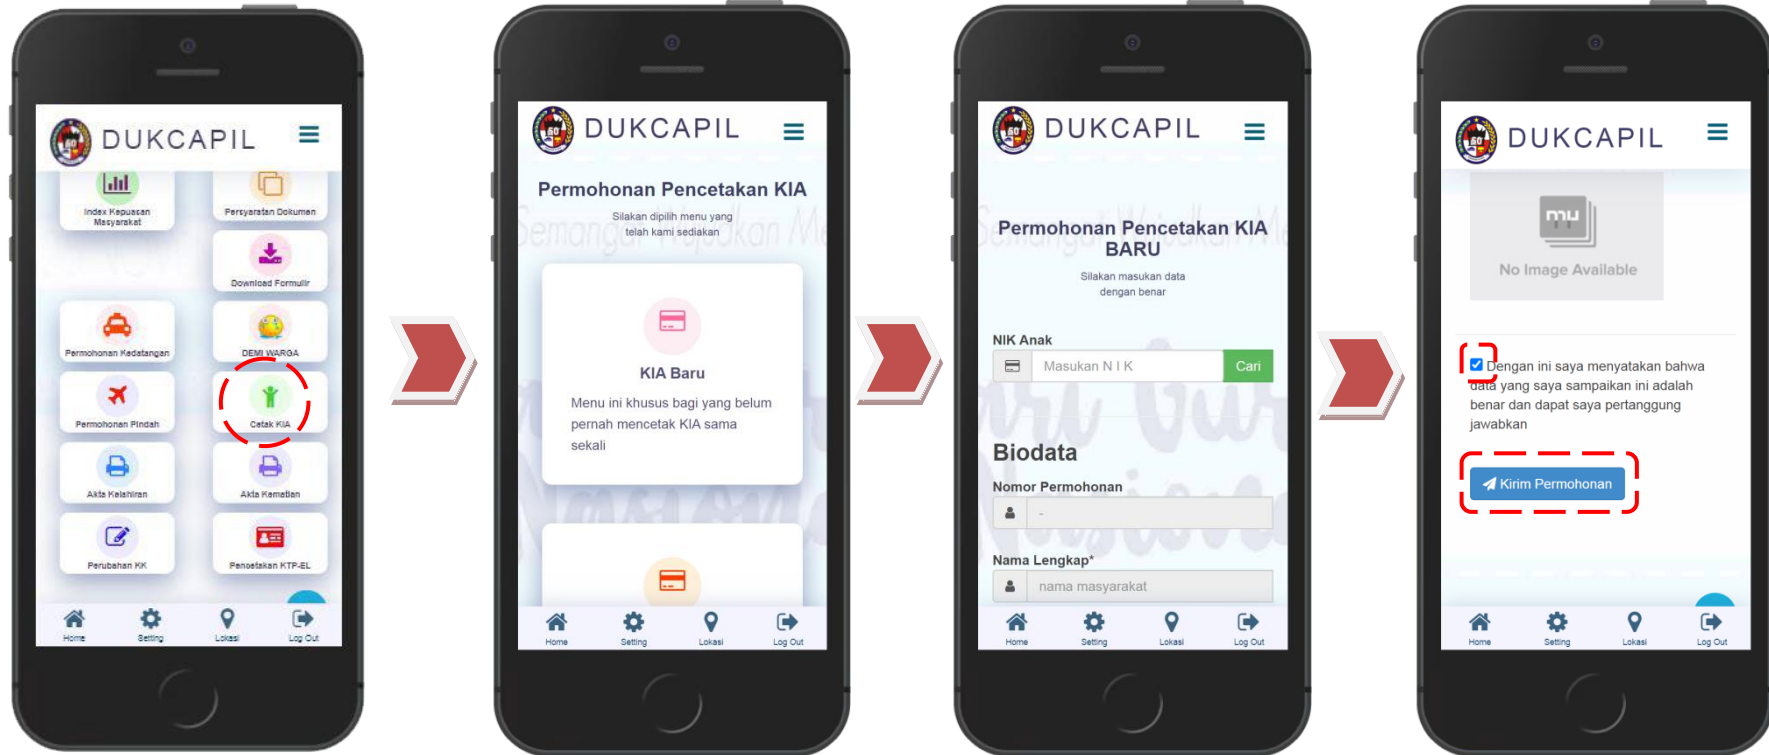 DUKCAPIL
Index Kepuasan
Masyarakat
Persyaratan Dokumen
Download Formulir
Permohonan Kedatangan
DEMI WARGA
Permohonan Pindah
Cetak KIA
Akta Kelahiran
Akta Kematian
Perubahan KK
Pencetakan KTP-EL
Home
Setting
Lokasi
Log Out
DUKCAPIL
Permohonan Pencetakan KIA
Silakan dipilih menu yang
telah kami sediakan
Semangat Wujudkan Me
KIA Baru
Menu ini khusus bagi yang belum
pernah mencetak KIA sama
sekali
Home
Setting
Lokasi
Log Out
DUKCAPIL
Permohonan Pencetakan KIA
BARU
Silakan masukan data
dengan benar
NIK Anak
Masukan N I K
Cari
Biodata
Nomor Permohonan
-
Nama Lengkap*
nama masyarakat
Home
Setting
Lokasi
Log Out
DUKCAPIL
mu
No Image Available
Dengan ini saya menyatakan bahwa
data yang saya sampaikan ini adalah
benar dan dapat saya pertanggung
jawabkan
Kirim Permohonan
Home
Setting
Lokasi
Log Out